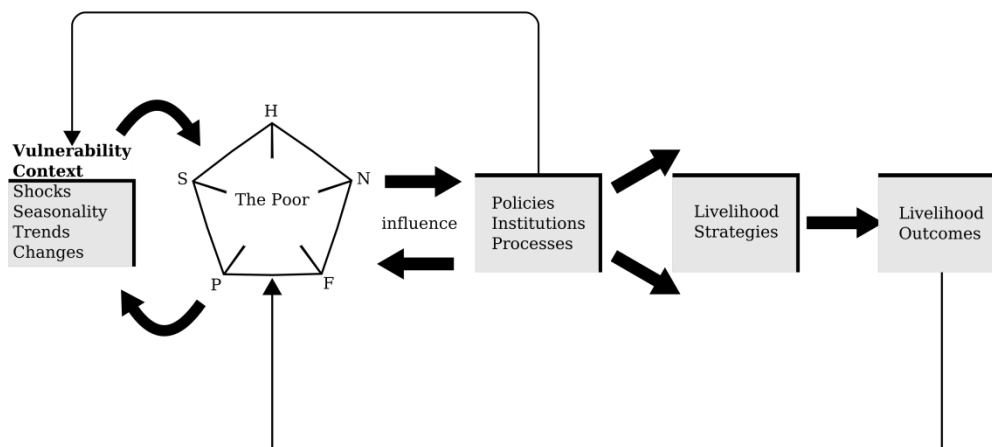 Vulnerability
Context
Shocks
Seasonality
Trends
Changes
H
S
N
The Poor
P
F
influence
Policies
Institutions
Processes
Livelihood
Strategies
Livelihood
Outcomes